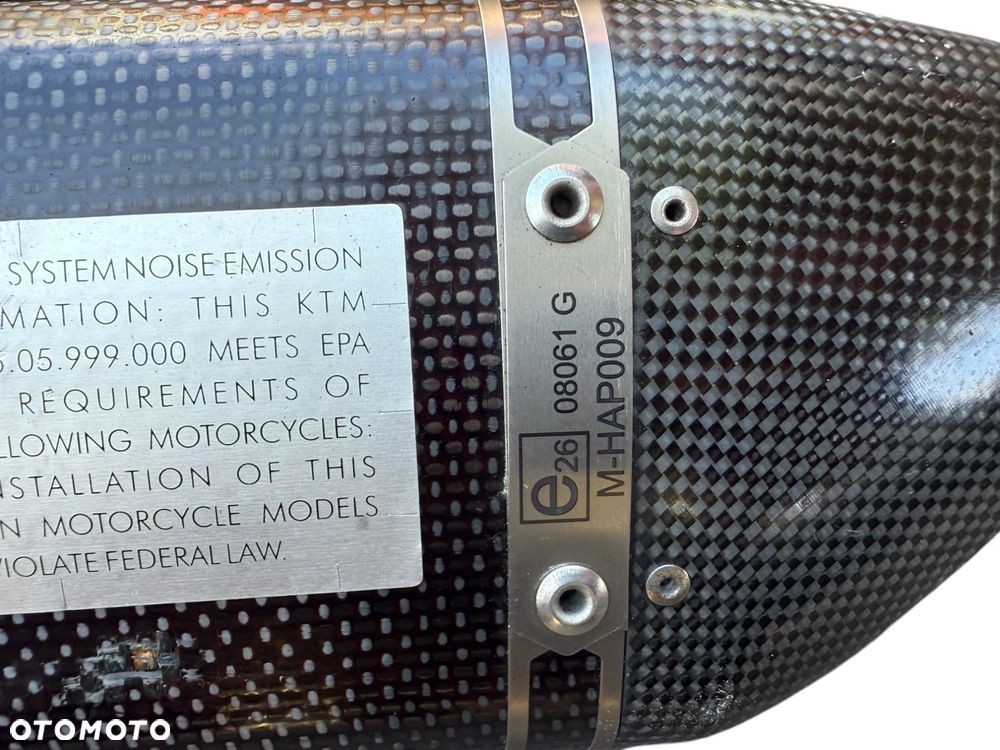 SYSTEM NOISE EMISSION
MATION: THIS KTM
.05.999.000 MEETS EPA
REQUIREMENTS OF
LLOWING MOTORCYCLES:
NSTALLATION OF THIS
N MOTORCYCLE MODELS
VIOLATE FEDERAL LAW.
e26 08061 G
M-HAP009
OTOMOTO